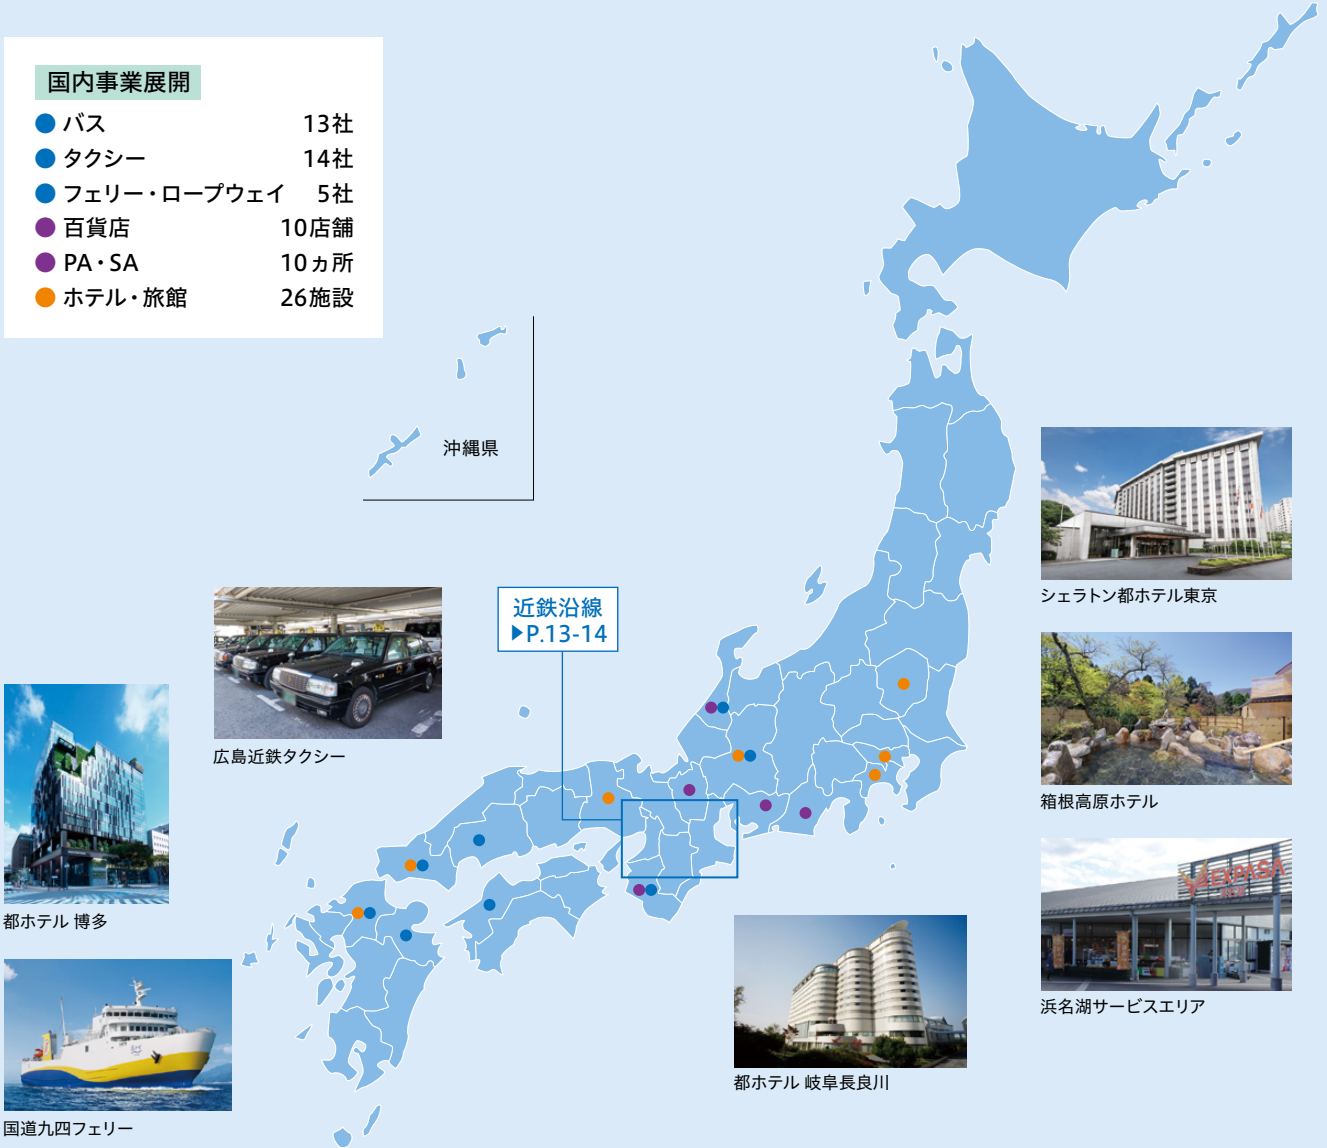 国内事業展開
バス 13社
タクシー 14社
フェリー・ロープウェイ 5社
百貨店 10店舗
PA・SA 10ヵ所
ホテル・旅館 26施設
沖縄県
近鉄沿線
▶P.13-14
シェラトン都ホテル東京
広島近鉄タクシー
箱根高原ホテル
都ホテル 博多
EXPASA
浜名湖サービスエリア
都ホテル 岐阜長良川
国道九四フェリー